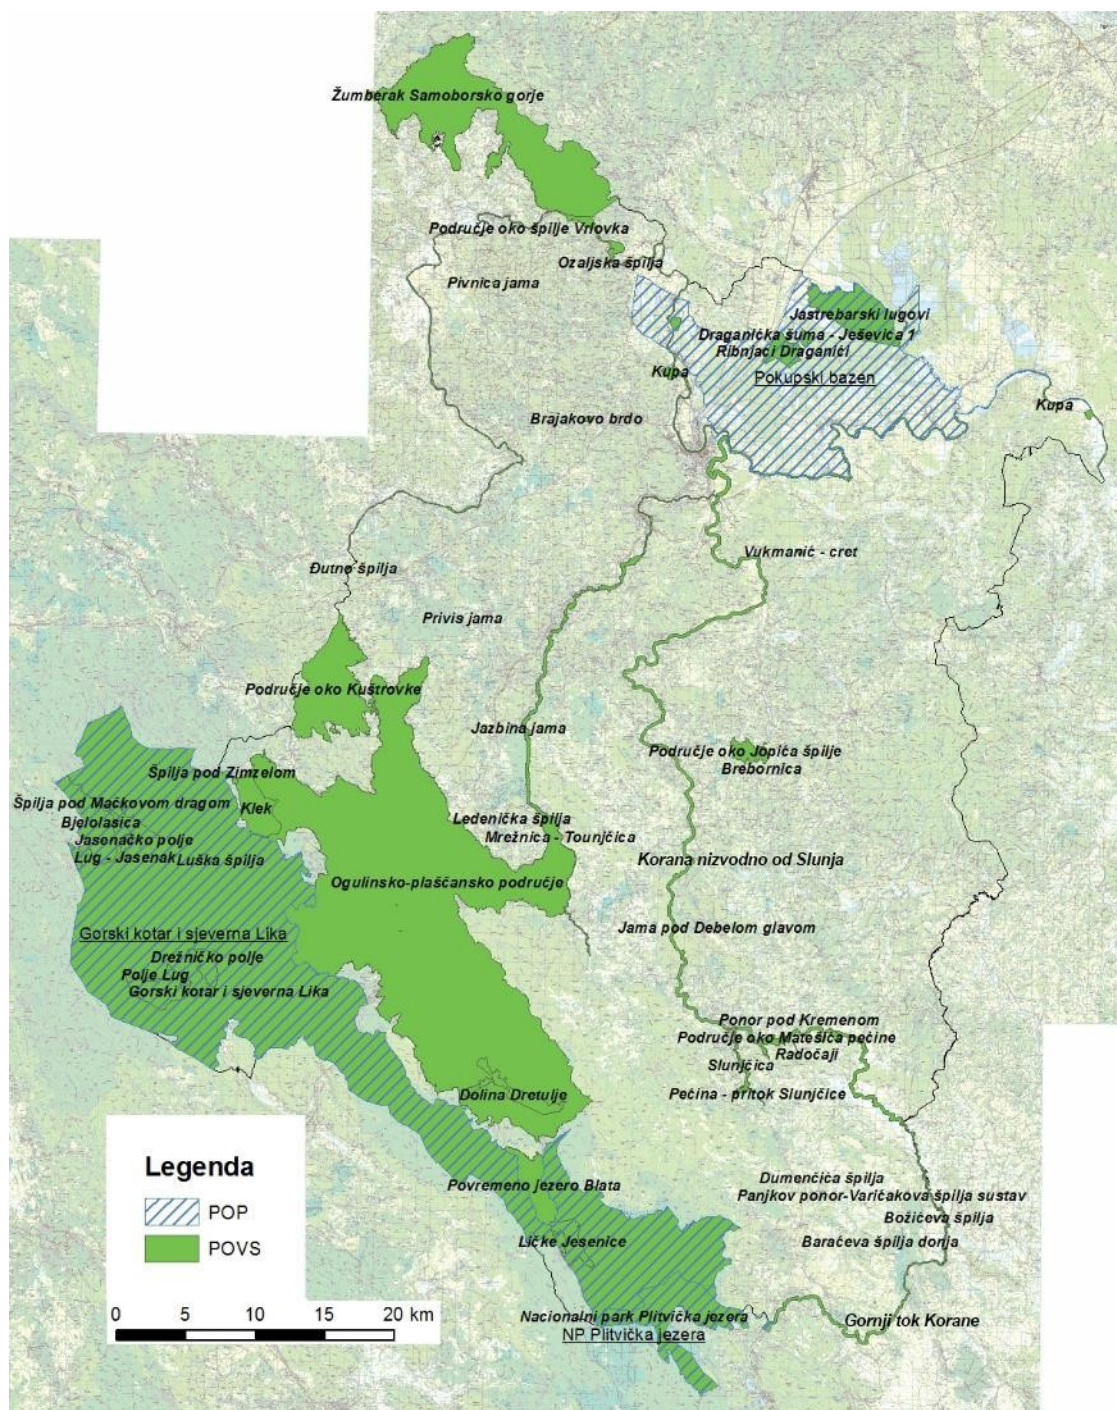 Žumberak Samoborsko gorje
Područje oko špilje Vrlovka
Ozaljska špilja
Pivnica jama
Jastrebarski lugovi
Draganička šuma - Ješevica 1
Ribnjaci Draganići
Kupa
Pokupski bazen
Kupa
Brajakovo brdo
Vukmanić - cret
Đutno špilja
Privis jama
Područje oko Kuštrovke
Jazbina jama
Područje oko Jopića špilje
Brebornica
Špilja pod Zimzelom
Špilja pod Mačkovom dragom
Klek
Bjelolasica
Ledenička špilja
Jasenačko polje
Mrežnica - Tounjčica
Lug - Jasenak
Luška špilja
Korana nizvodno od Slunja
Ogulinsko-plaščansko područje
Jama pod Debelom glavom
Gorski kotar i sjeverna Lika
Drežničko polje
Polje Lug
Gorski kotar i sjeverna Lika
Ponor pod Kremenom
Područje oko Matešića pećine
Radočaji
Slunjčica
Dolina Dretulje
Pećina - pritok Slunjčice
Legenda
POP
POVS
0 5 10 15 20 km
Povremeno jezero Blata
Dumenčića špilja
Panjkov ponor-Varičakova špilja sustav
Božićeva špilja
Ličke Jesenice
Baraćeva špilja donja
Nacionalni park Plitvička jezera
Gornji tok Korane
NP Plitvička jezera